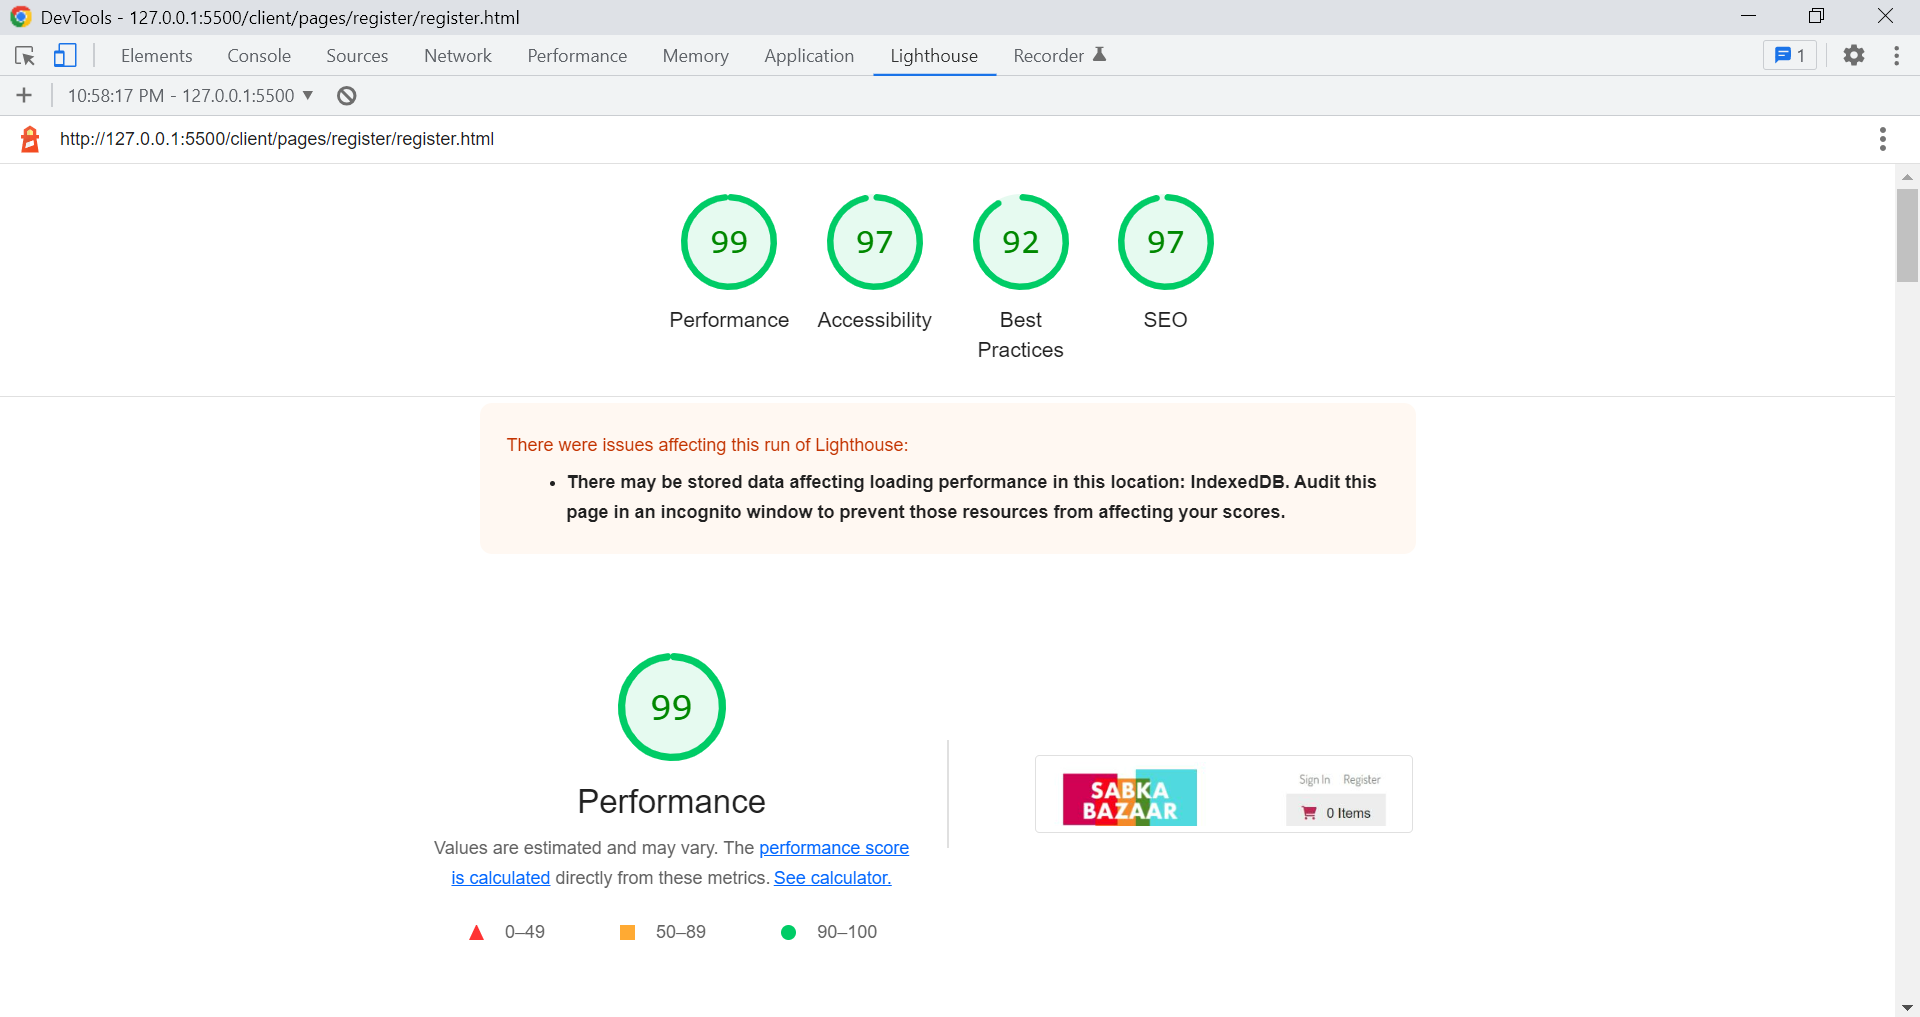 DevTools - 127.0.0.1:5500/client/pages/register/register.html
Elements Console Sources Network Performance Memory Application Lighthouse Recorder 1
10:58:17 PM - 127.0.0.1:5500
http://127.0.0.1:5500/client/pages/register/register.html
99 97 92 97
Performance Accessibility Best SEO
Practices
There were issues affecting this run of Lighthouse:
• There may be stored data affecting loading performance in this location: IndexedDB. Audit this
page in an incognito window to prevent those resources from affecting your scores.
99
Performance
Values are estimated and may vary. The performance score
is calculated directly from these metrics. See calculator.
0–49 50–89 90–100
Sign In Register
SABKA
BAZAAR
0 Items